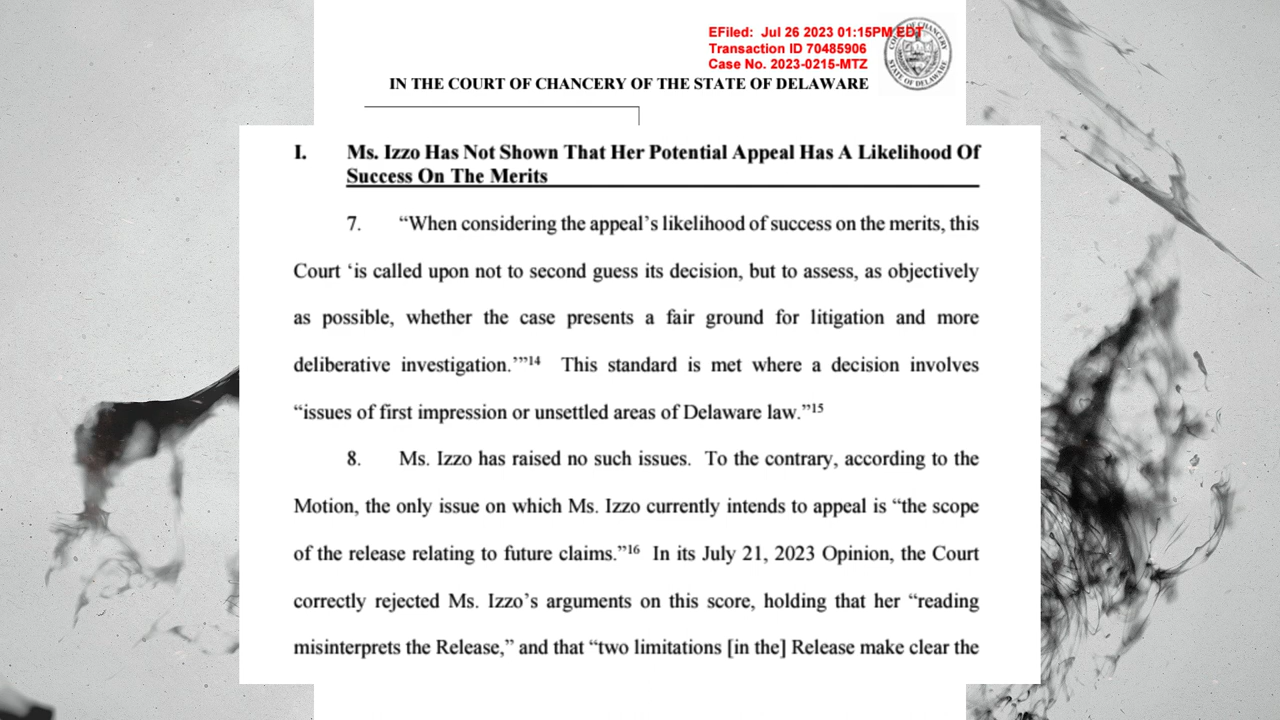 EFiled: Jul 26 2023 01:15PM EDT
Transaction ID 70485906
Case No. 2023-0215-MTZ
IN THE COURT OF CHANCERY OF THE STATE OF DELAWARE
I. Ms. Izzo Has Not Shown That Her Potential Appeal Has A Likelihood Of
Success On The Merits
7. “When considering the appeal’s likelihood of success on the merits, this
Court ‘is called upon not to second guess its decision, but to assess, as objectively
as possible, whether the case presents a fair ground for litigation and more
deliberative investigation.’”14 This standard is met where a decision involves
“issues of first impression or unsettled areas of Delaware law.”15
8. Ms. Izzo has raised no such issues. To the contrary, according to the
Motion, the only issue on which Ms. Izzo currently intends to appeal is “the scope
of the release relating to future claims.”16 In its July 21, 2023 Opinion, the Court
correctly rejected Ms. Izzo’s arguments on this score, holding that her “reading
misinterprets the Release,” and that “two limitations [in the] Release make clear the